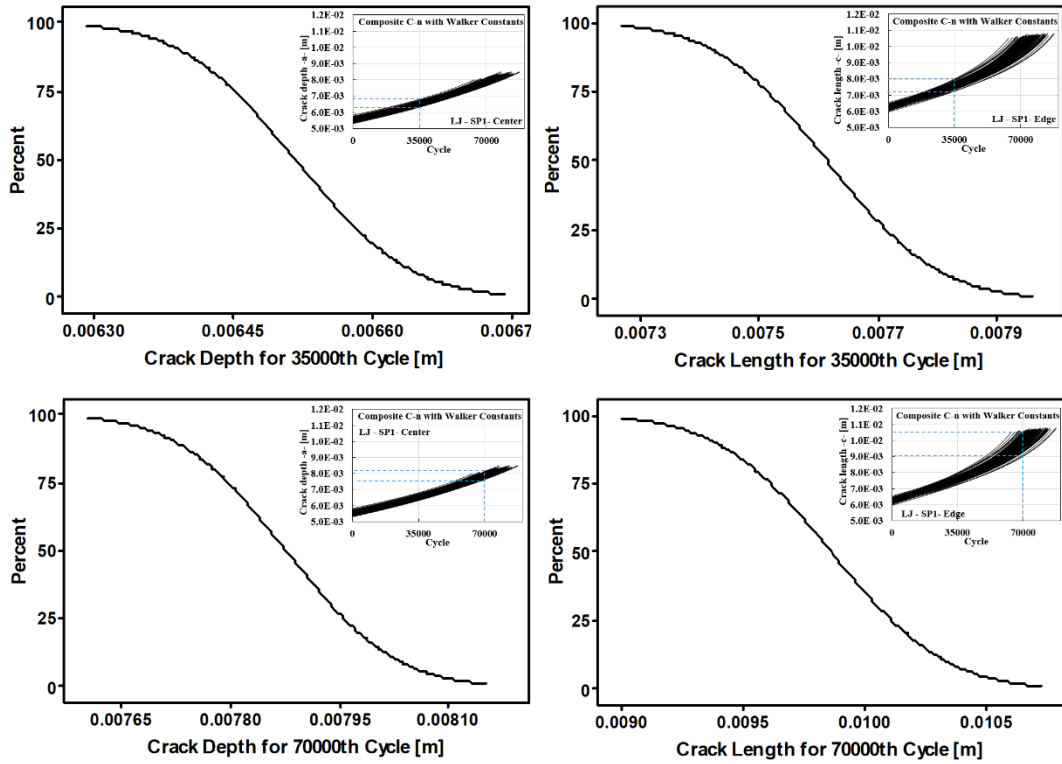 100
75
50
25
0
Percent
0.00630
0.00645
0.00660
0.0067
Crack Depth for 35000th Cycle [m]
1.2E-02
1.1E-02
1.0E-02
9.0E-03
8.0E-03
7.0E-03
6.0E-03
5.0E-03
Crack depth -a- [m]
Composite C-n with Walker Constants
LJ - SP1- Center
0
35000
70000
Cycle
100
75
50
25
0
Percent
0.0073
0.0075
0.0077
0.0079
Crack Length for 35000th Cycle [m]
1.2E-02
1.1E-02
1.0E-02
9.0E-03
8.0E-03
7.0E-03
6.0E-03
5.0E-03
Crack length -c- [m]
Composite C-n with Walker Constants
LJ - SP1- Edge
0
35000
70000
Cycle
100
75
50
25
0
Percent
0.00765
0.00780
0.00795
0.00810
Crack Depth for 70000th Cycle [m]
1.2E-02
1.1E-02
1.0E-02
9.0E-03
8.0E-03
7.0E-03
6.0E-03
5.0E-03
Crack depth -a- [m]
Composite C-n with Walker Constants
LJ - SP1- Center
0
35000
70000
Cycle
100
75
50
25
0
Percent
0.0090
0.0095
0.0100
0.0105
Crack Length for 70000th Cycle [m]
1.2E-02
1.1E-02
1.0E-02
9.0E-03
8.0E-03
7.0E-03
6.0E-03
5.0E-03
Crack length -c- [m]
Composite C-n with Walker Constants
LJ - SP1- Edge
0
35000
70000
Cycle